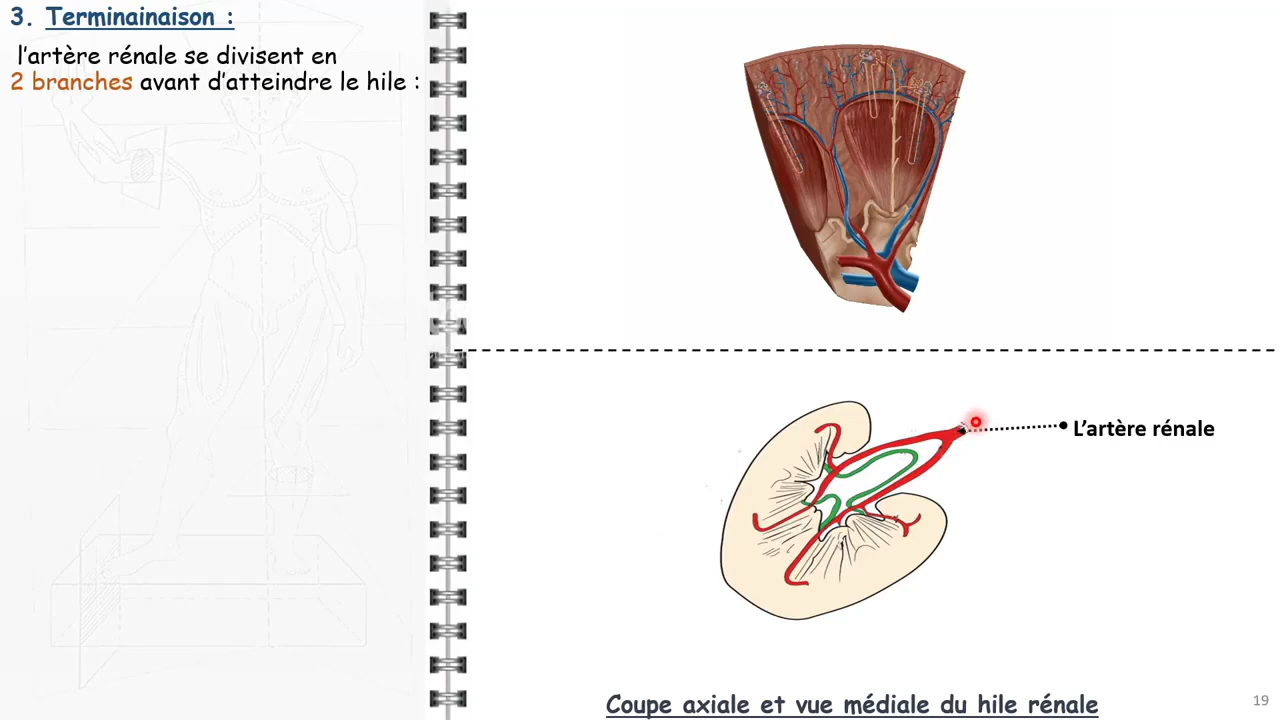 3. Terminainaison :
l'artère rénale se divisent en
2 branches avant d'atteindre le hile :
L'artère rénale
Coupe axiale et vue médiale du hile rénale
19